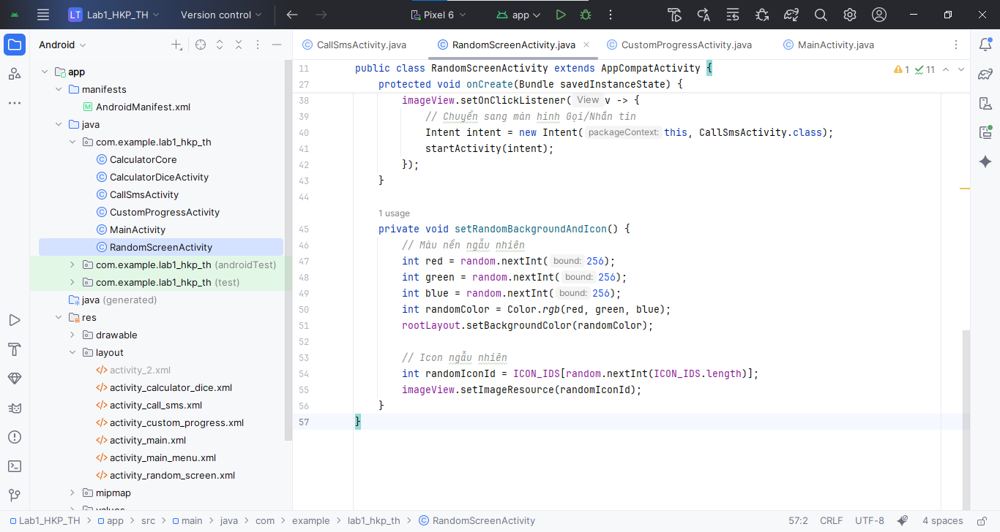 LT Lab1_HKP_TH Version control Pixel 6 app
Android
CallSmsActivity.java RandomScreenActivity.java CustomProgressActivity.java MainActivity.java
app
manifests
AndroidManifest.xml
java
com.example.lab1_hkp_th
CalculatorCore
CalculatorDiceActivity
CallSmsActivity
CustomProgressActivity
MainActivity
RandomScreenActivity
com.example.lab1_hkp_th (androidTest)
com.example.lab1_hkp_th (test)
java (generated)
res
drawable
layout
activity_2.xml
activity_calculator_dice.xml
activity_call_sms.xml
activity_custom_progress.xml
activity_main.xml
activity_main_menu.xml
activity_random_screen.xml
mipmap
values
11 public class RandomScreenActivity extends AppCompatActivity {
1 11
27 protected void onCreate(Bundle savedInstanceState) {
38 imageView.setOnClickListener( View v -> {
39 // Chuyển sang màn hình Gọi/Nhắn tin
40 Intent intent = new Intent( packageContext: this, CallSmsActivity.class);
41 startActivity(intent);
42 });
43 }
44
1 usage
45 private void setRandomBackgroundAndIcon() {
46 // Màu nền ngẫu nhiên
47 int red = random.nextInt( bound: 256);
48 int green = random.nextInt( bound: 256);
49 int blue = random.nextInt( bound: 256);
50 int randomColor = Color.rgb(red, green, blue);
51 rootLayout.setBackgroundColor(randomColor);
52
53 // Icon ngẫu nhiên
54 int randomIconId = ICON_IDS[random.nextInt(ICON_IDS.length)];
55 imageView.setImageResource(randomIconId);
56 }
57 }
Lab1_HKP_TH > app > src > main > java > com > example > lab1_hkp_th > RandomScreenActivity 57:2 CRLF UTF-8 4 spaces